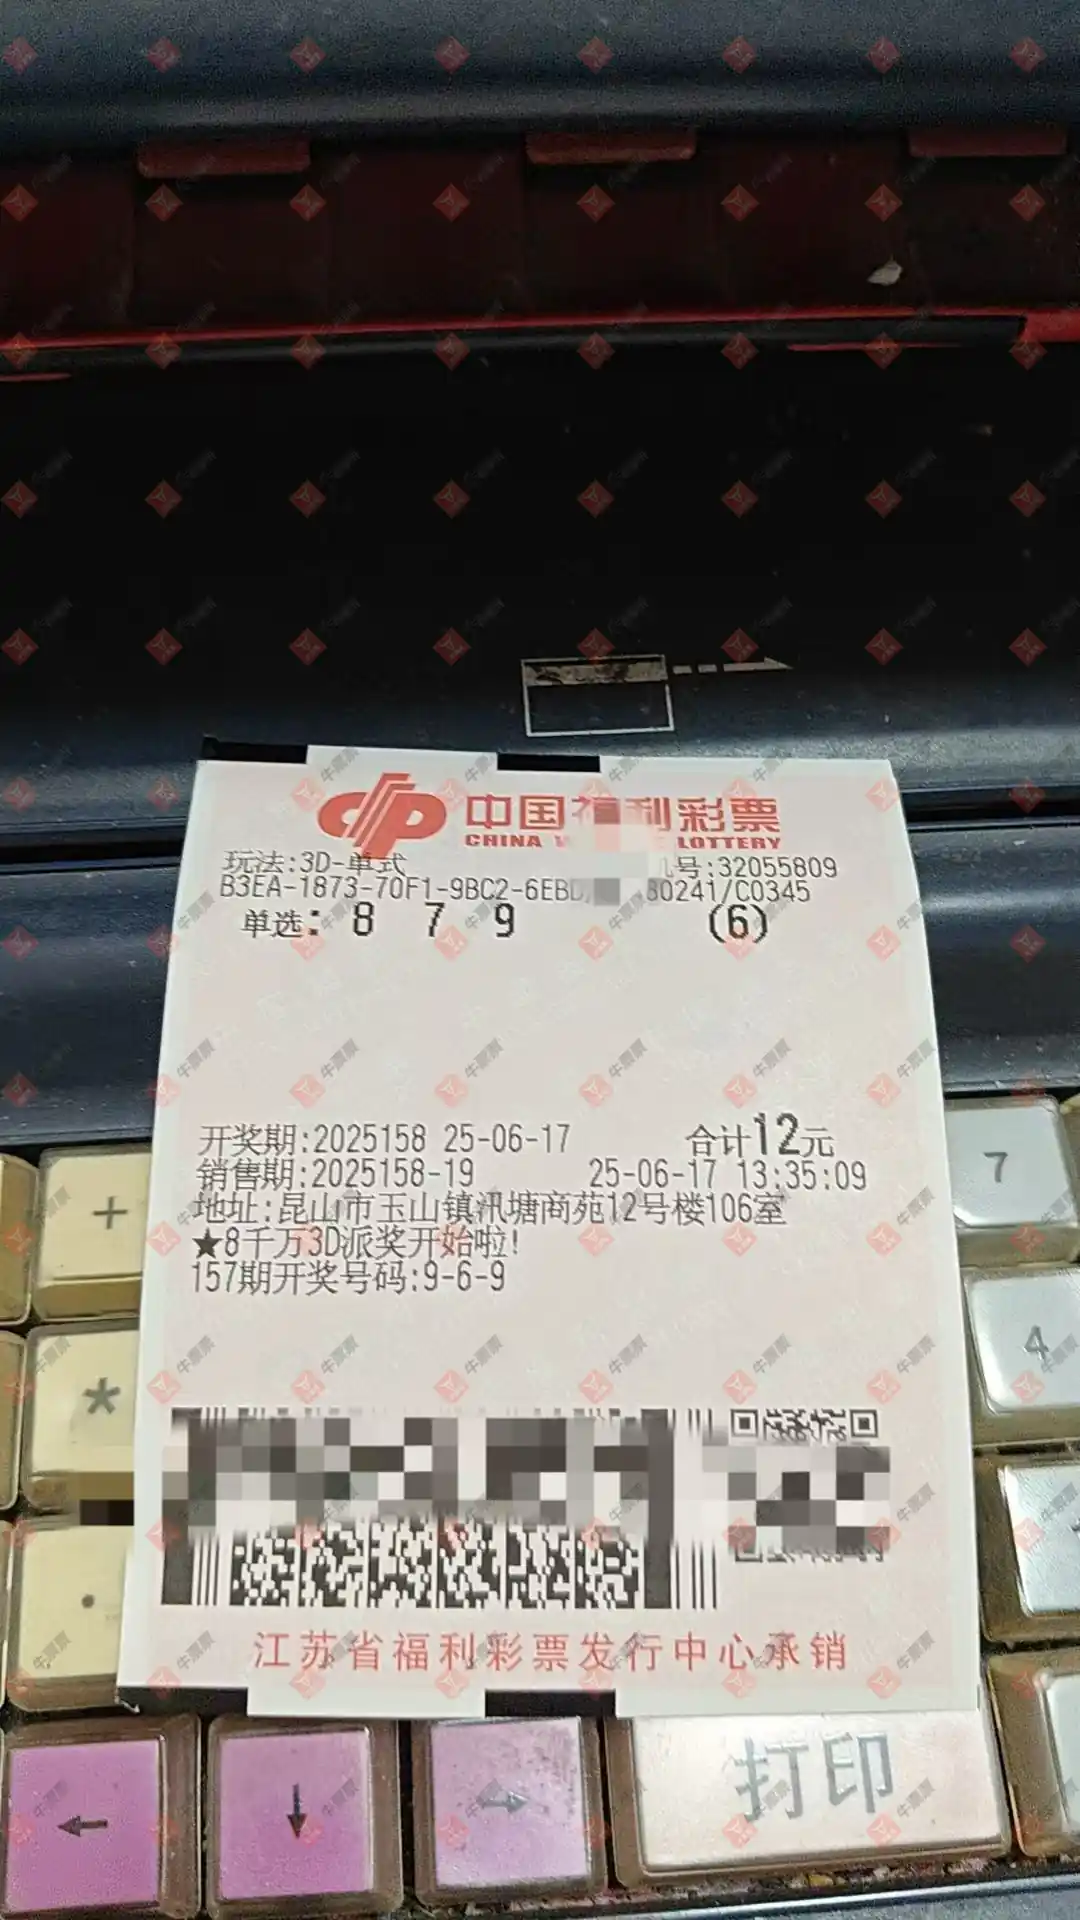 中国福利彩票
CHINA W LOTTERY
玩法:3D-单式 机号:32055809
B3EA-1873-70F1-9BC2-6EBD 80241/C0345
单选: 8 7 9 (6)
开奖期:2025158 25-06-17 合计12元
销售期:2025158-19 25-06-17 13:35:09
地址:昆山市玉山镇汛塘商苑12号楼106室
★8千万3D派奖开始啦!
157期开奖号码:9-6-9
江苏省福利彩票发行中心承销
+
7
*
4
打印
牛票票